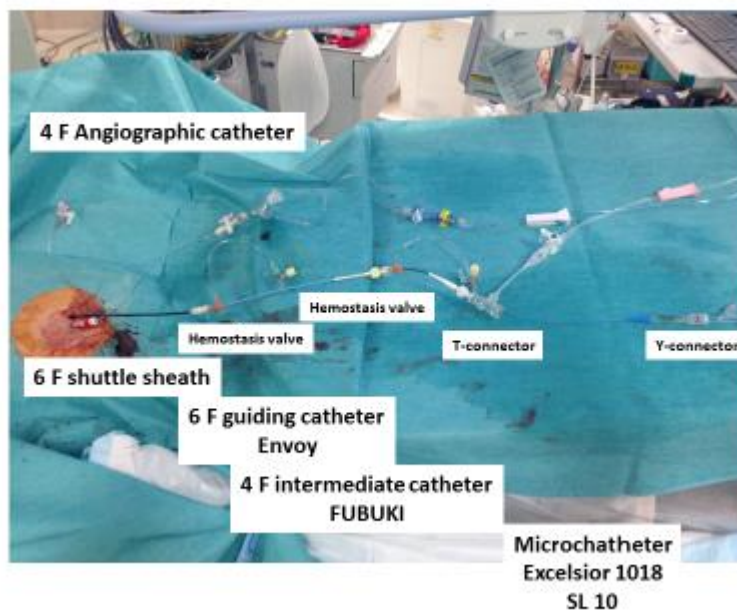 4 F Angiographic catheter
Hemostasis valve
Hemostasis valve
T-connector
Y-connector
6 F shuttle sheath
6 F guiding catheter
Envoy
4 F intermediate catheter
FUBUKI
Microchatheter
Excelsior 1018
SL 10